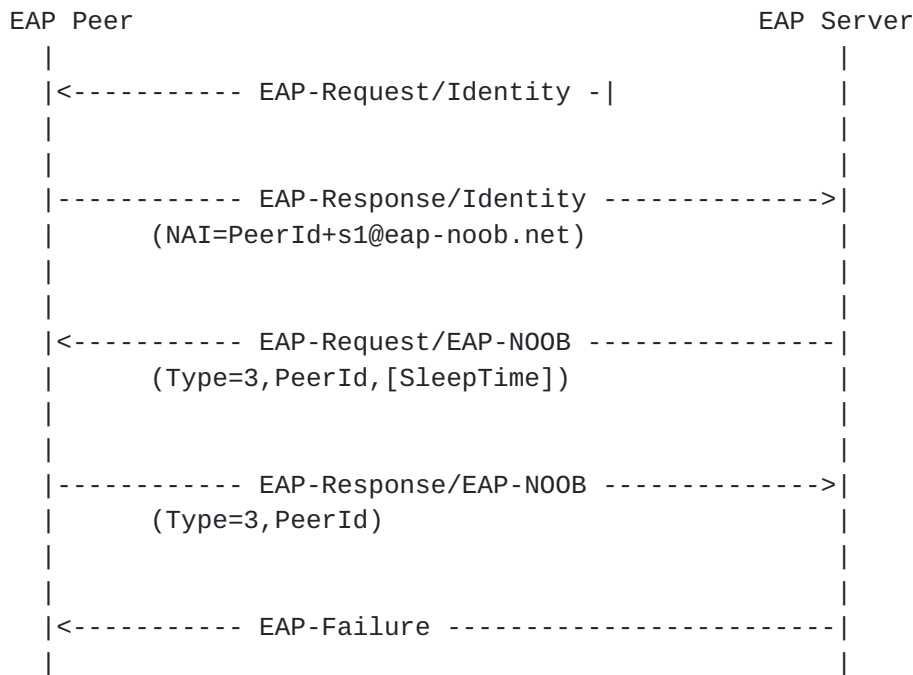 EAP Peer                                   EAP Server
  |                                            |
  |<----------- EAP-Request/Identity -|            |
  |                                            |
  |                                            |
  |------------ EAP-Response/Identity -------------->|
  |      (NAI=PeerId+s1@eap-noob.net)              |
  |                                            |
  |                                            |
  |<----------- EAP-Request/EAP-NOOB ----------------|
  |      (Type=3,PeerId,[SleepTime])               |
  |                                            |
  |                                            |
  |------------ EAP-Response/EAP-NOOB -------------->|
  |      (Type=3,PeerId)                           |
  |                                            |
  |                                            |
  |<----------- EAP-Failure -------------------------|
  |                                            |